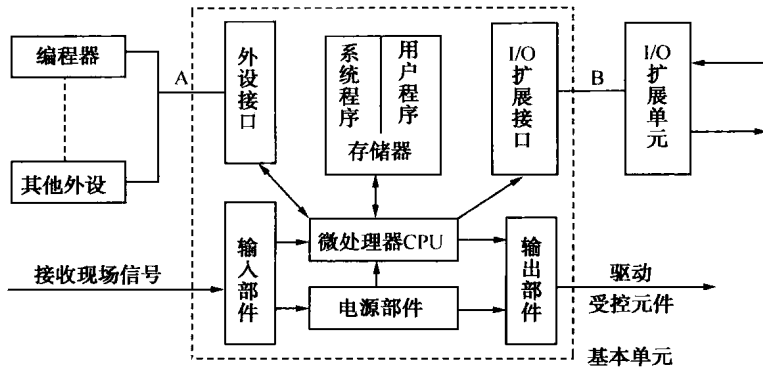 编程器
其他外设
A
外设接口
系统程序
用户程序
存储器
I/O扩展接口
B
I/O扩展单元
微处理器CPU
输入部件
接收现场信号
电源部件
输出部件
驱动
受控元件
基本单元